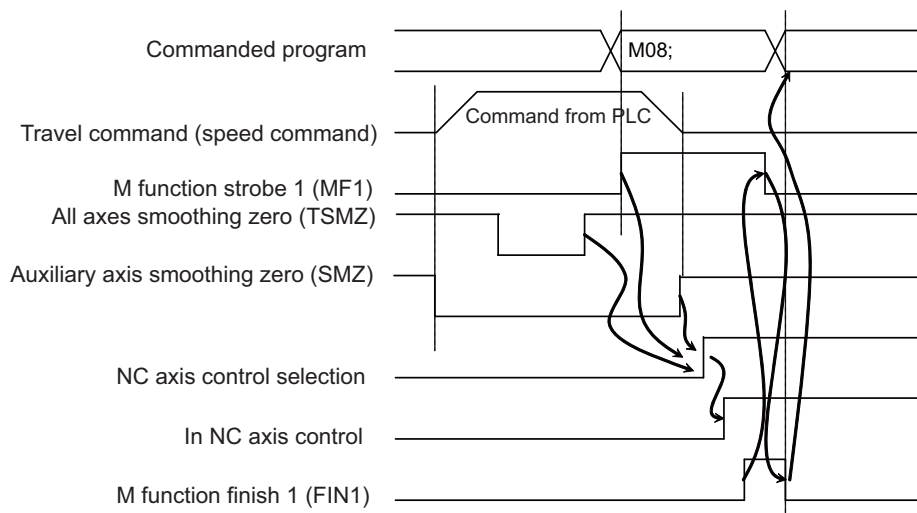 Commanded program
M08;
Command from PLC
Travel command (speed command)
M function strobe 1 (MF1)
All axes smoothing zero (TSMZ)
Auxiliary axis smoothing zero (SMZ)
NC axis control selection
In NC axis control
M function finish 1 (FIN1)